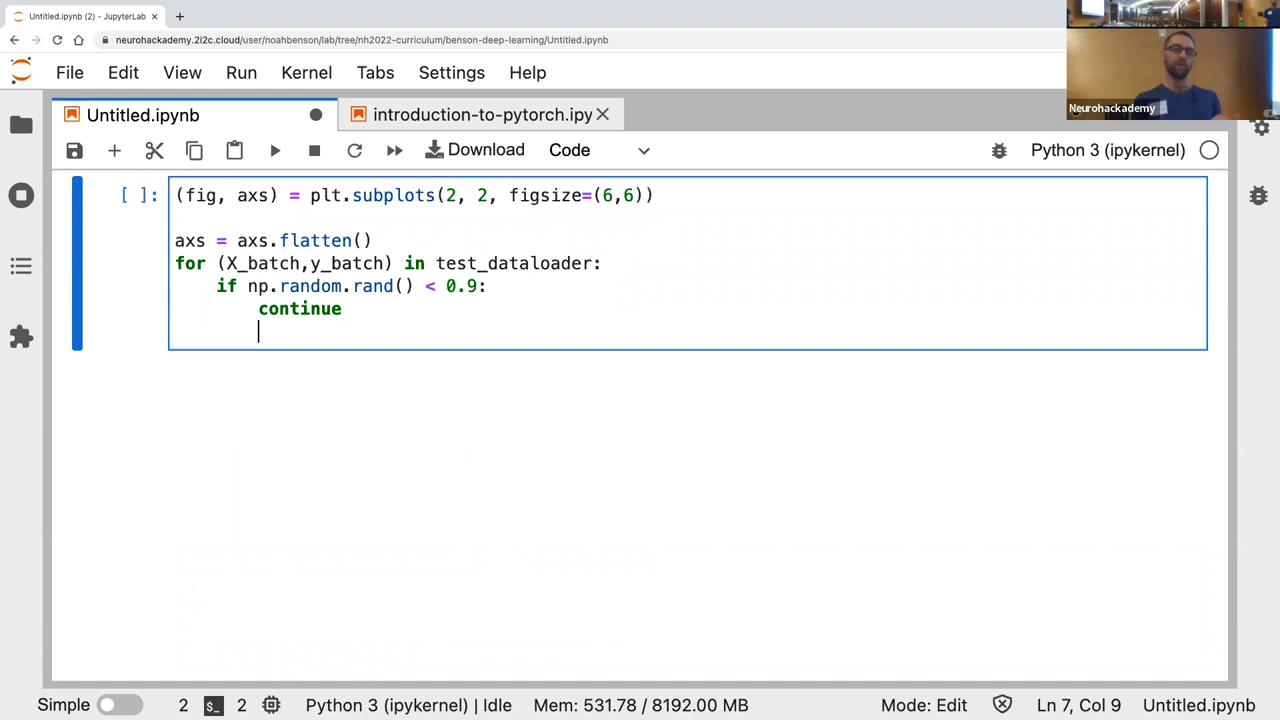 Untitled.ipynb (2) - JupyterLab
neurohackademy.2i2c.cloud/user/noahbenson/lab/tree/nh2022-curriculum/benson-deep-learning/Untitled.ipynb
File Edit View Run Kernel Tabs Settings Help
Neurohackademy
Untitled.ipynb
introduction-to-pytorch.ipy
Download Code Python 3 (ipykernel)
[ ]: (fig, axs) = plt.subplots(2, 2, figsize=(6,6))
axs = axs.flatten()
for (X_batch,y_batch) in test_dataloader:
if np.random.rand() < 0.9:
continue
Simple 2 $_ 2 Python 3 (ipykernel) | Idle Mem: 531.78 / 8192.00 MB Mode: Edit Ln 7, Col 9 Untitled.ipynb